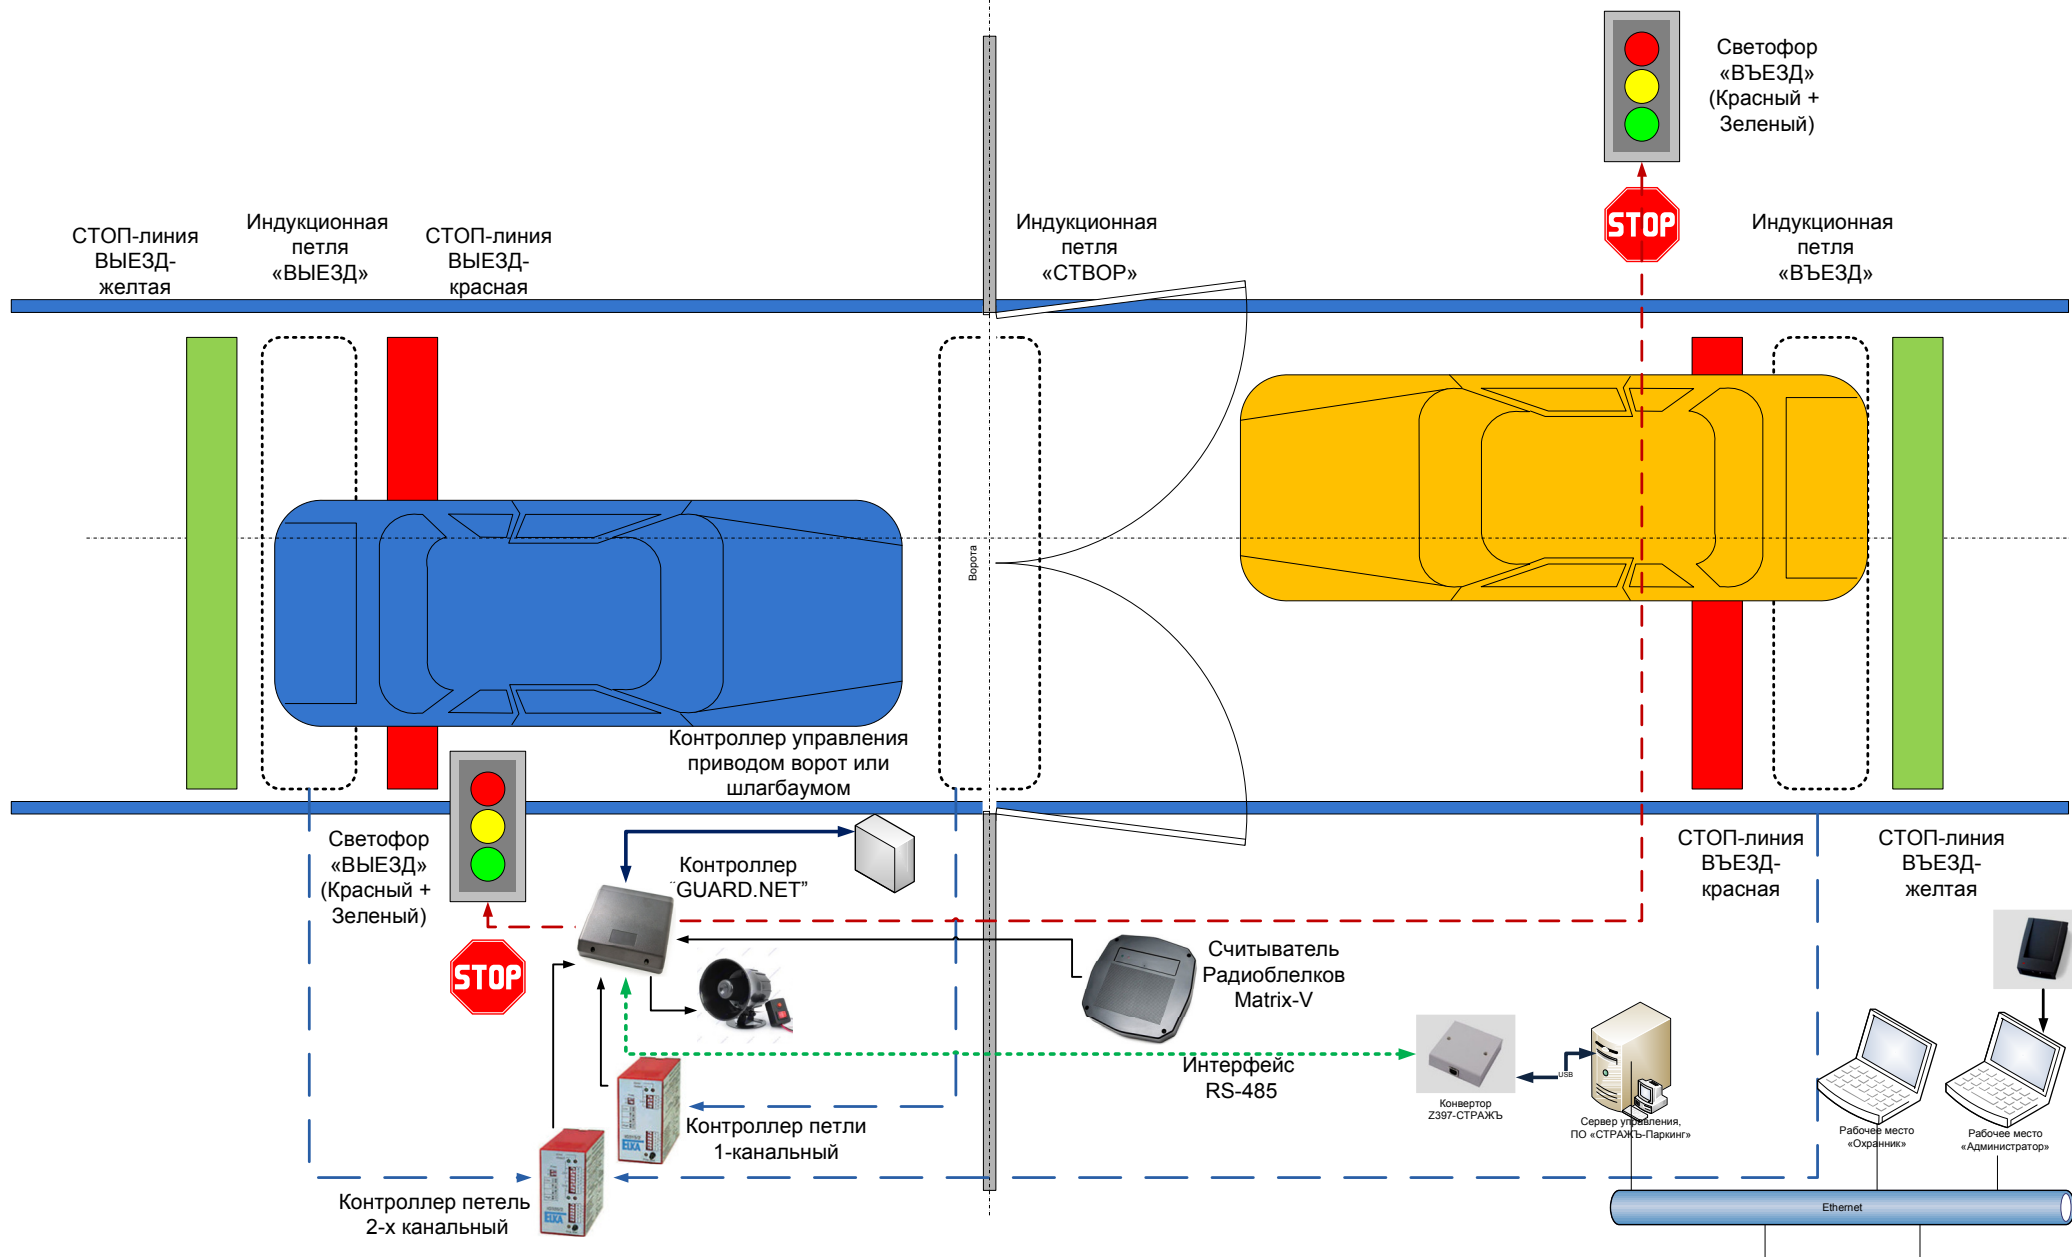 Светофор
«ВЪЕЗД»
(Красный +
Зеленый)
STOP
СТОП-линия
ВЫЕЗД-
желтая
Индукционная
петля
«ВЫЕЗД»
СТОП-линия
ВЫЕЗД-
красная
Индукционная
петля
«СТВОР»
Индукционная
петля
«ВЪЕЗД»
Ворота
Контроллер управления
приводом ворот или
шлагбаумом
Светофор
«ВЫЕЗД»
(Красный +
Зеленый)
STOP
Контроллер
"GUARD.NET”
СТОП-линия
ВЪЕЗД-
красная
СТОП-линия
ВЪЕЗД-
желтая
Считыватель
Радиоблелков
Matrix-V
Интерфейс
RS-485
USB
Конвертор
Z397-СТРАЖЪ
Сервер управления,
ПО «СТРАЖЪ-Паркинг»
Рабочее место
«Охранник»
Рабочее место
«Администратор»
Контроллер петли
1-канальный
ELKA
Контроллер петель
2-х канальный
ELKA
Ethernet